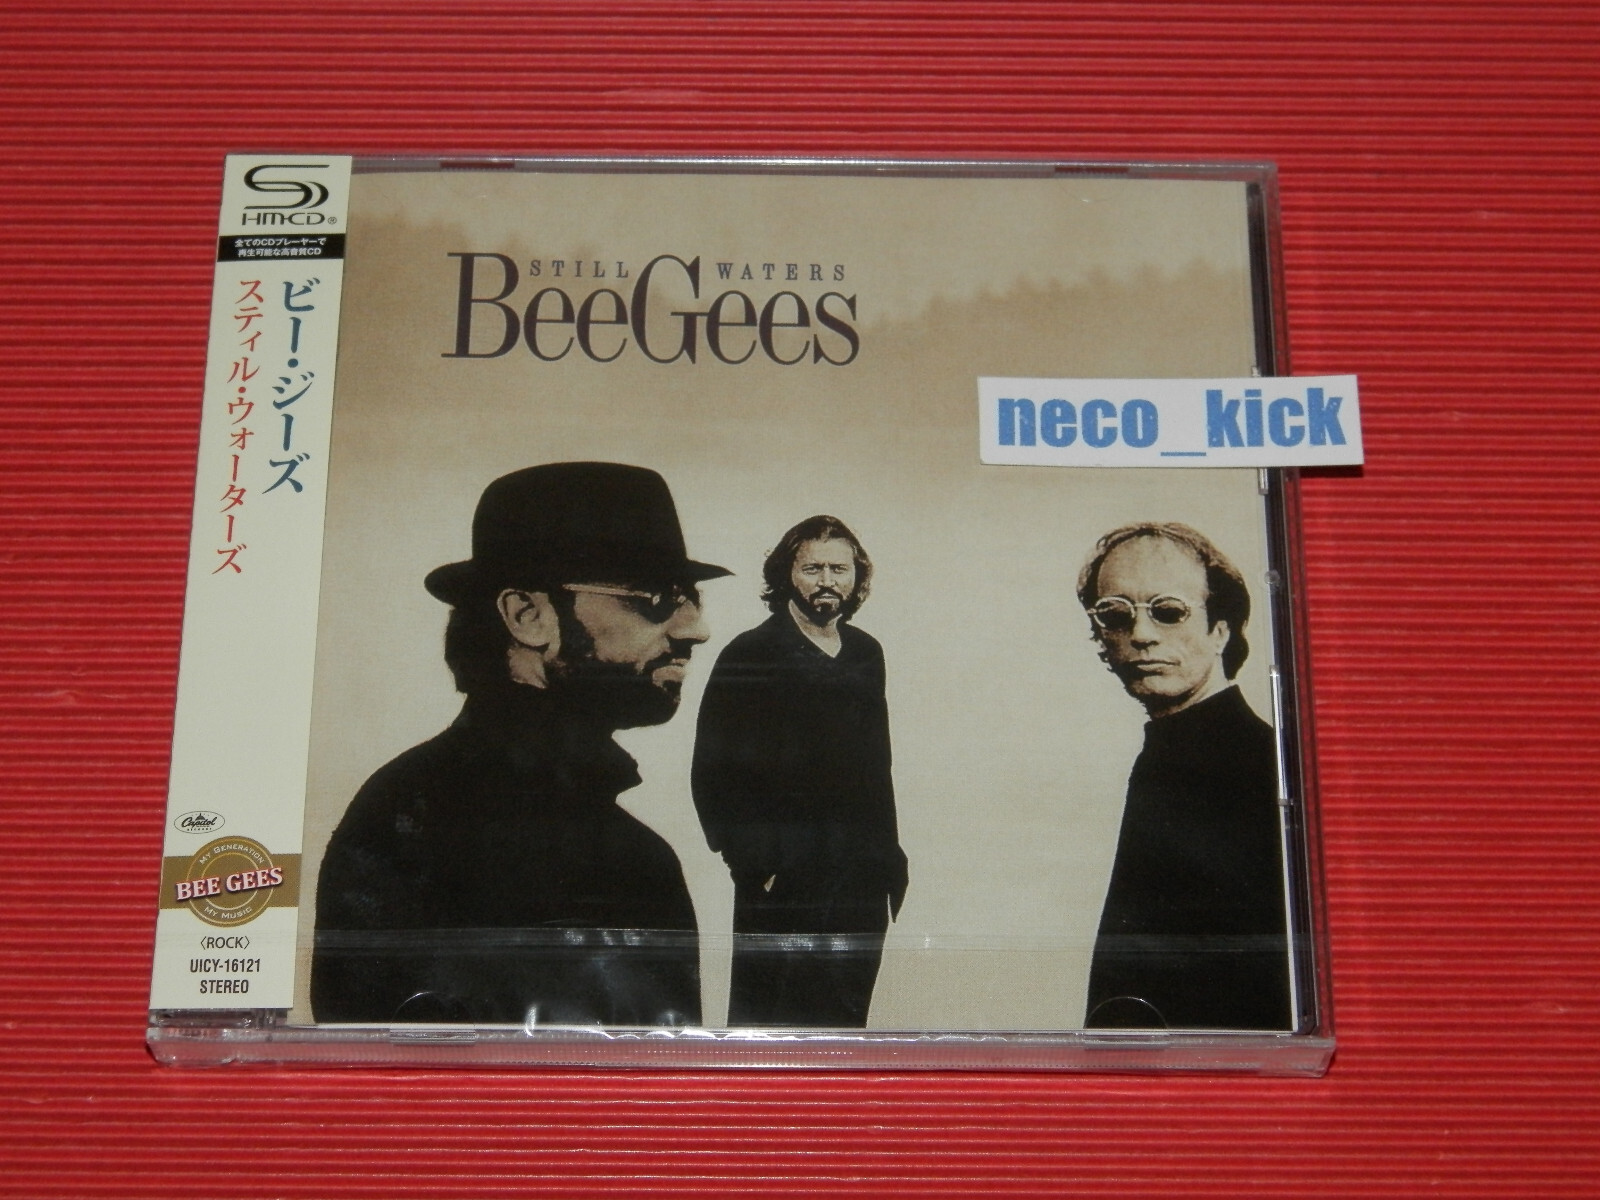 HM-CD®
全てのCDプレーヤーで
再生可能な高音質CD
ビー・ジーズ
スティル・ウォーターズ
Capitol
RECORDS
MY GENERATION
BEE GEES
MY MUSIC
〈ROCK〉
UICY-16121
STEREO
STILL WATERS
BeeGees
neco_kick